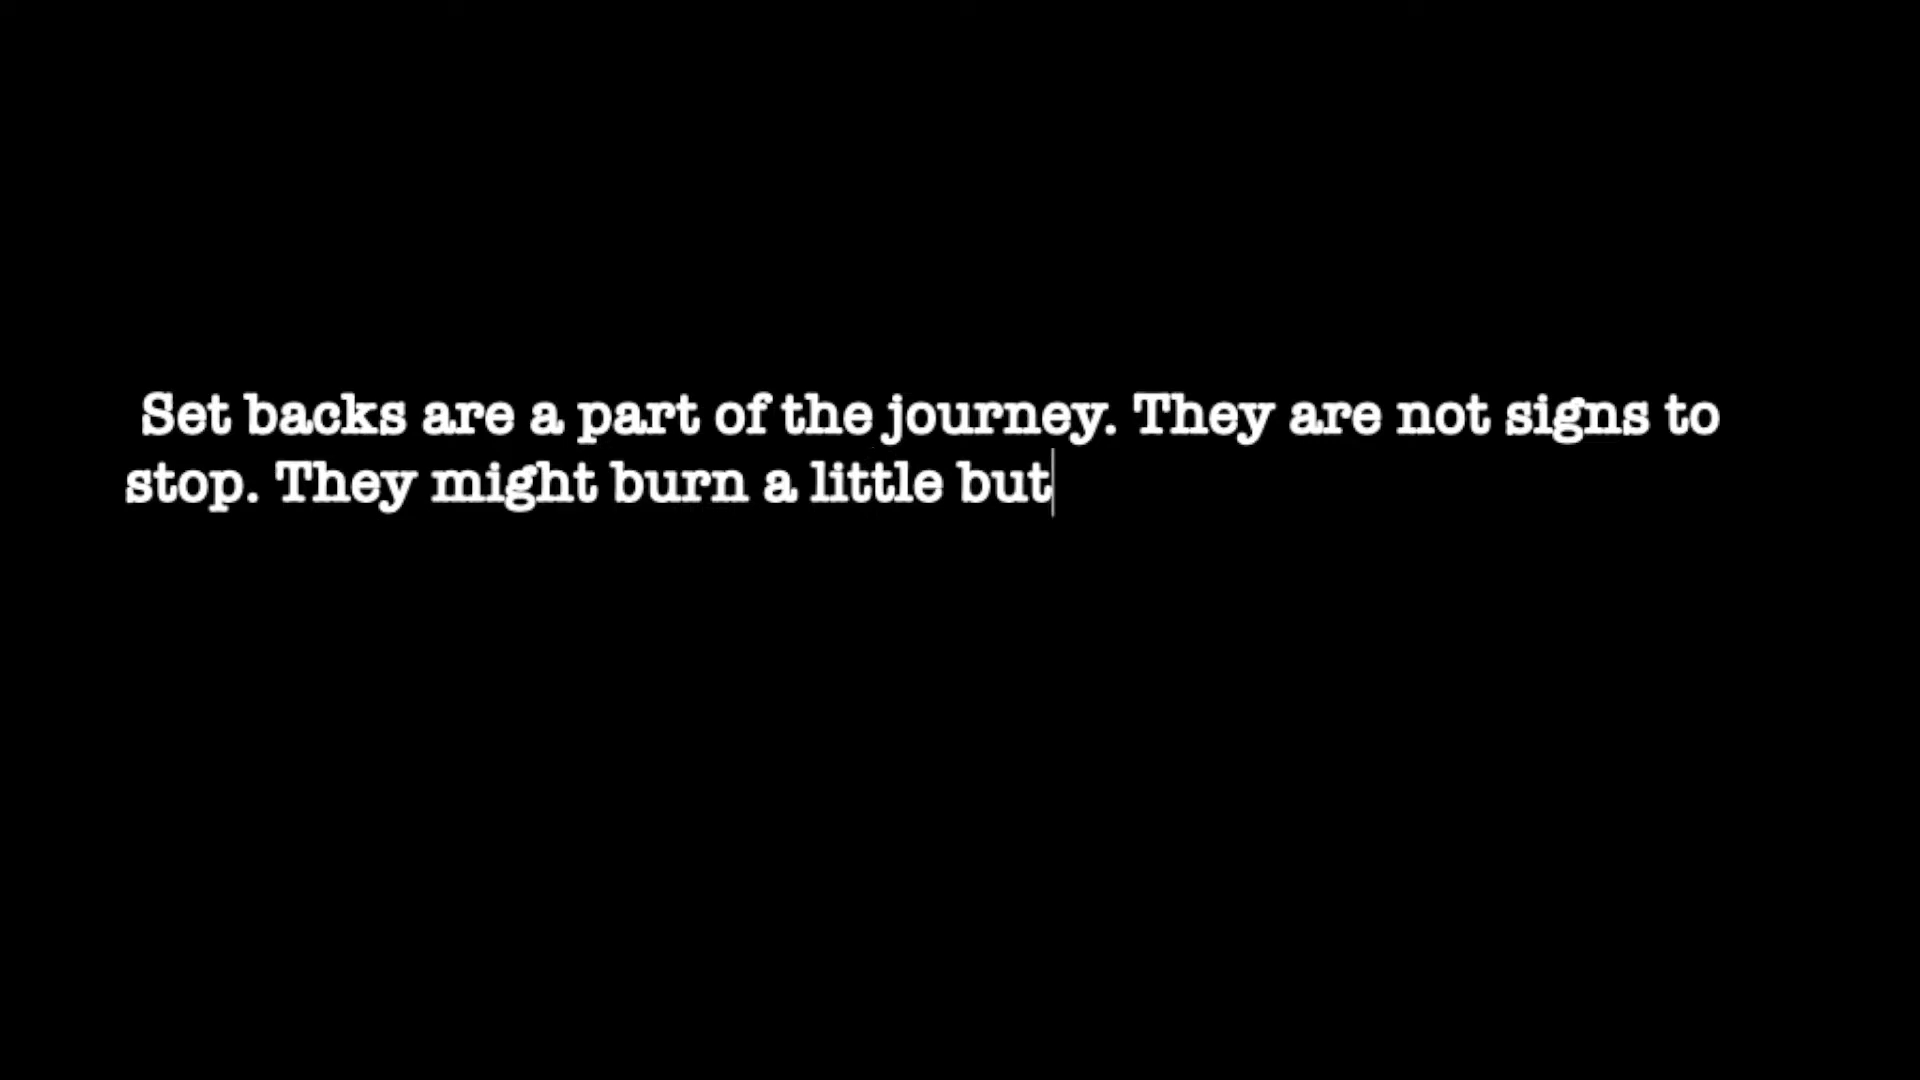 Set backs are a part of the journey. They are not signs to
stop. They might burn a little but